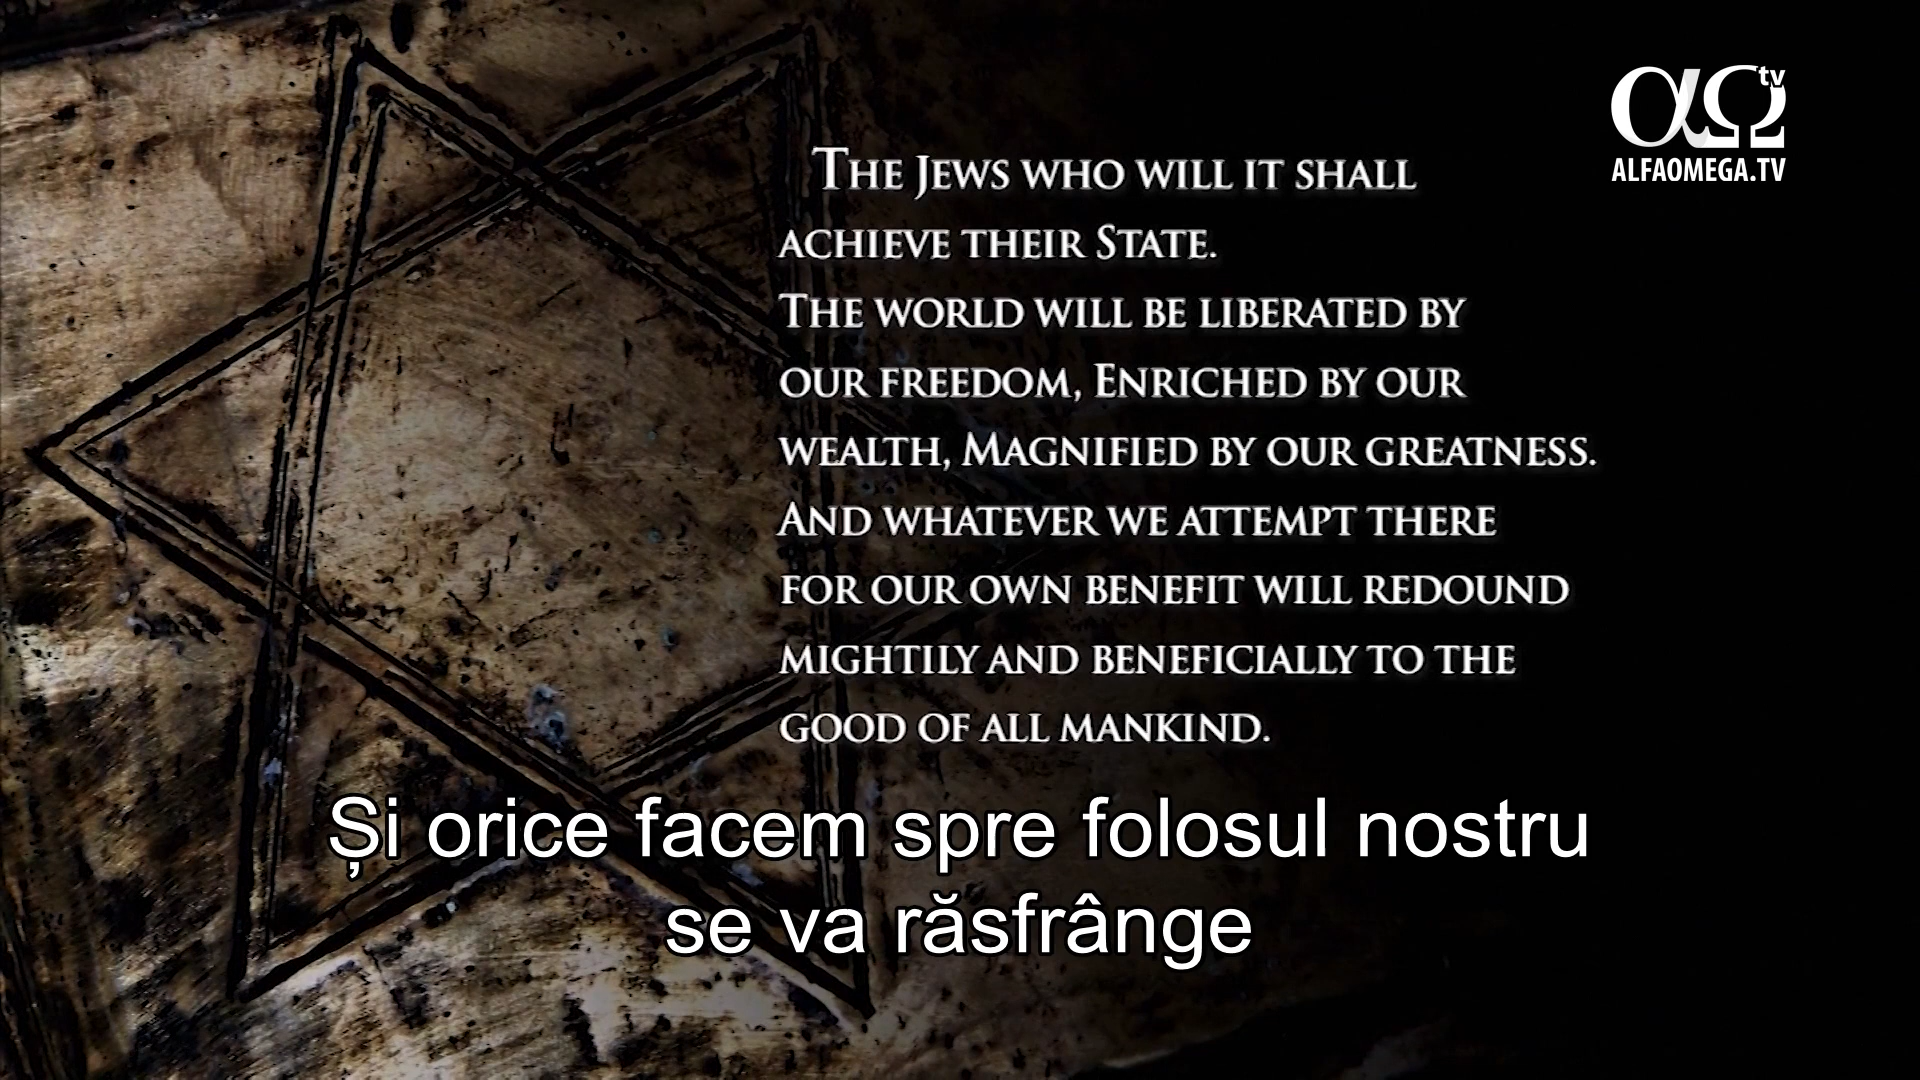 αΩ tv
ALFAOMEGA.TV
THE JEWS WHO WILL IT SHALL
ACHIEVE THEIR STATE.
THE WORLD WILL BE LIBERATED BY
OUR FREEDOM, ENRICHED BY OUR
WEALTH, MAGNIFIED BY OUR GREATNESS.
AND WHATEVER WE ATTEMPT THERE
FOR OUR OWN BENEFIT WILL REDOUND
MIGHTILY AND BENEFICIALLY TO THE
GOOD OF ALL MANKIND.
Și orice facem spre folosul nostru
se va răsfrânge